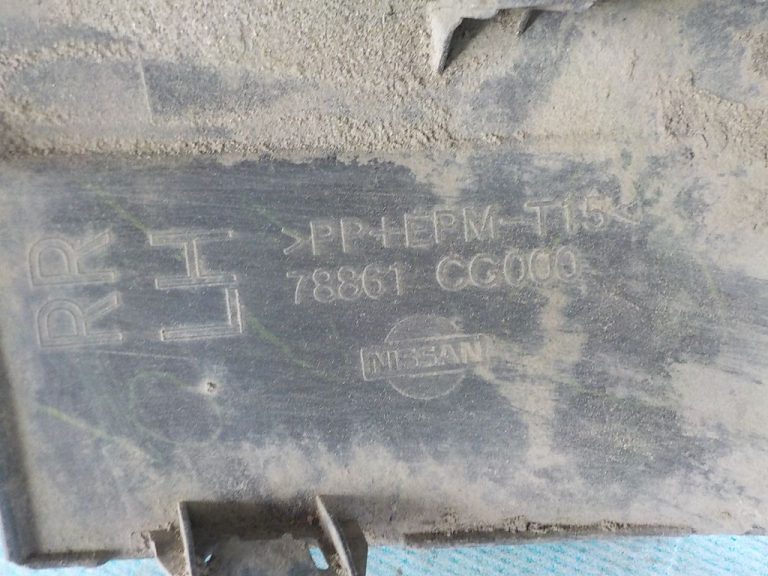 RR
LH
>PP+EPM-T15<
78861 CG000
NISSAN